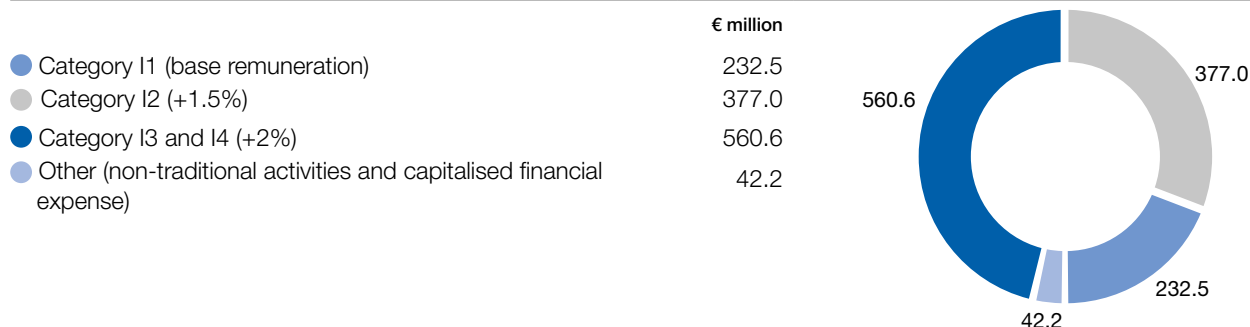 € million
Category I1 (base remuneration) 232.5
Category I2 (+1.5%) 377.0
Category I3 and I4 (+2%) 560.6
Other (non-traditional activities and capitalised financial 42.2
expense)
377.0
560.6
232.5
42.2